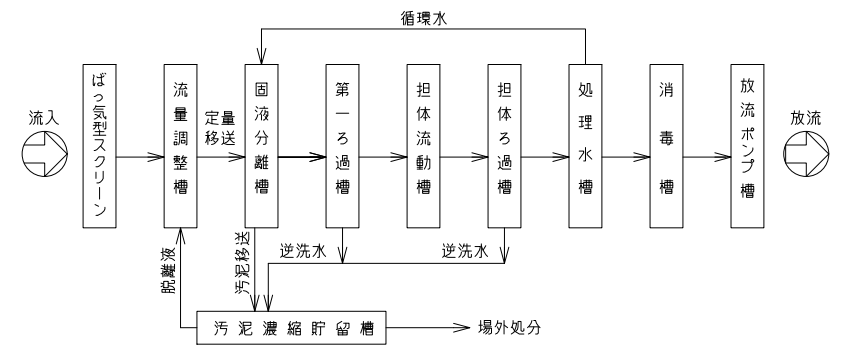 循環水
流入
ばっ気型スクリーン
流量調整槽
定量
移送
固液分離槽
第一ろ過槽
担体流動槽
担体ろ過槽
処理水槽
消毒槽
放流ポンプ槽
放流
脱離液
汚泥移送
逆洗水
逆洗水
汚泥濃縮貯留槽
場外処分